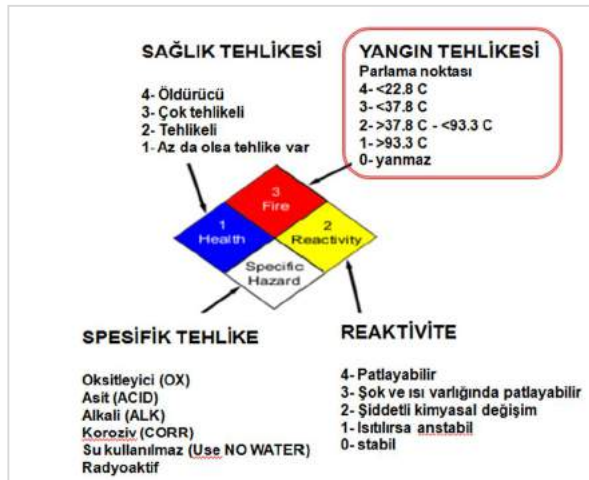 SAĞLIK TEHLİKESİ
4- Öldürücü
3- Çok tehlikeli
2- Tehlikeli
1- Az da olsa tehlike var
YANGIN TEHLİKESİ
Parlama noktası
4- <22.8 C
3- <37.8 C
2- >37.8 C - <93.3 C
1- >93.3 C
0- yanmaz
3
Fire
1
Health
2
Reactivity
Specific
Hazard
SPESİFİK TEHLİKE
Oksitleyici (OX)
Asit (ACID)
Alkali (ALK)
Koroziv (CORR)
Su kullanılmaz (Use NO WATER)
Radyoaktif
REAKTIVITE
4- Patlayabilir
3- Şok ve ısı varlığında patlayabilir
2- Şiddetli kimyasal değişim
1- Isıtılırsa anstabil
0- stabil